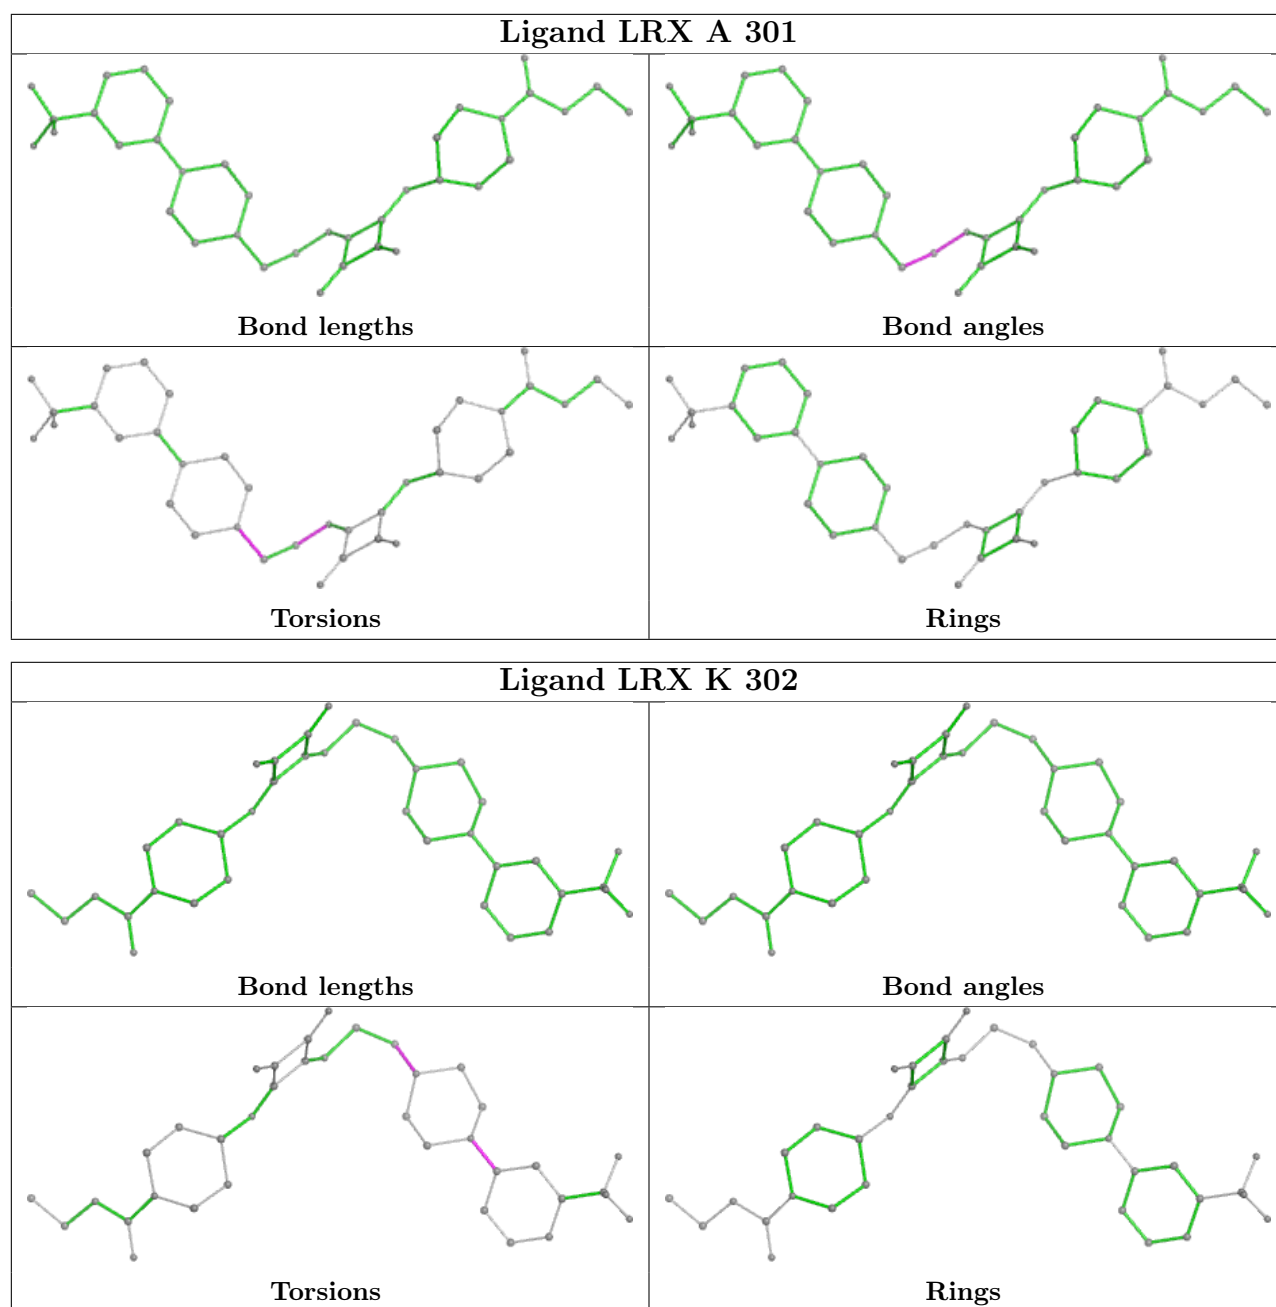 Ligand LRX A 301
Bond lengths
Bond angles
Torsions
Rings
Ligand LRX K 302
Bond lengths
Bond angles
Torsions
Rings